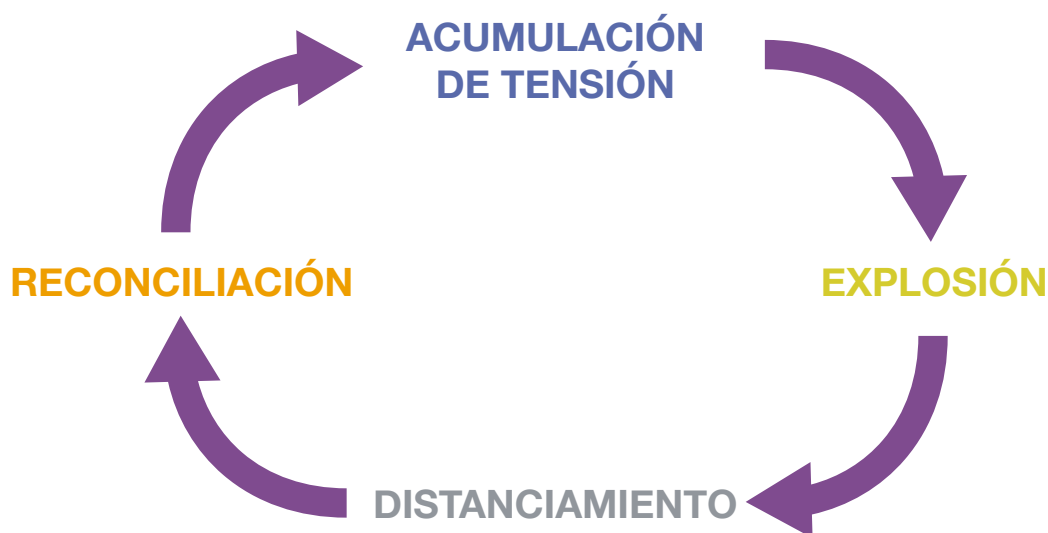 ACUMULACIÓN
DE TENSIÓN
EXPLOSIÓN
DISTANCIAMIENTO
RECONCILIACIÓN